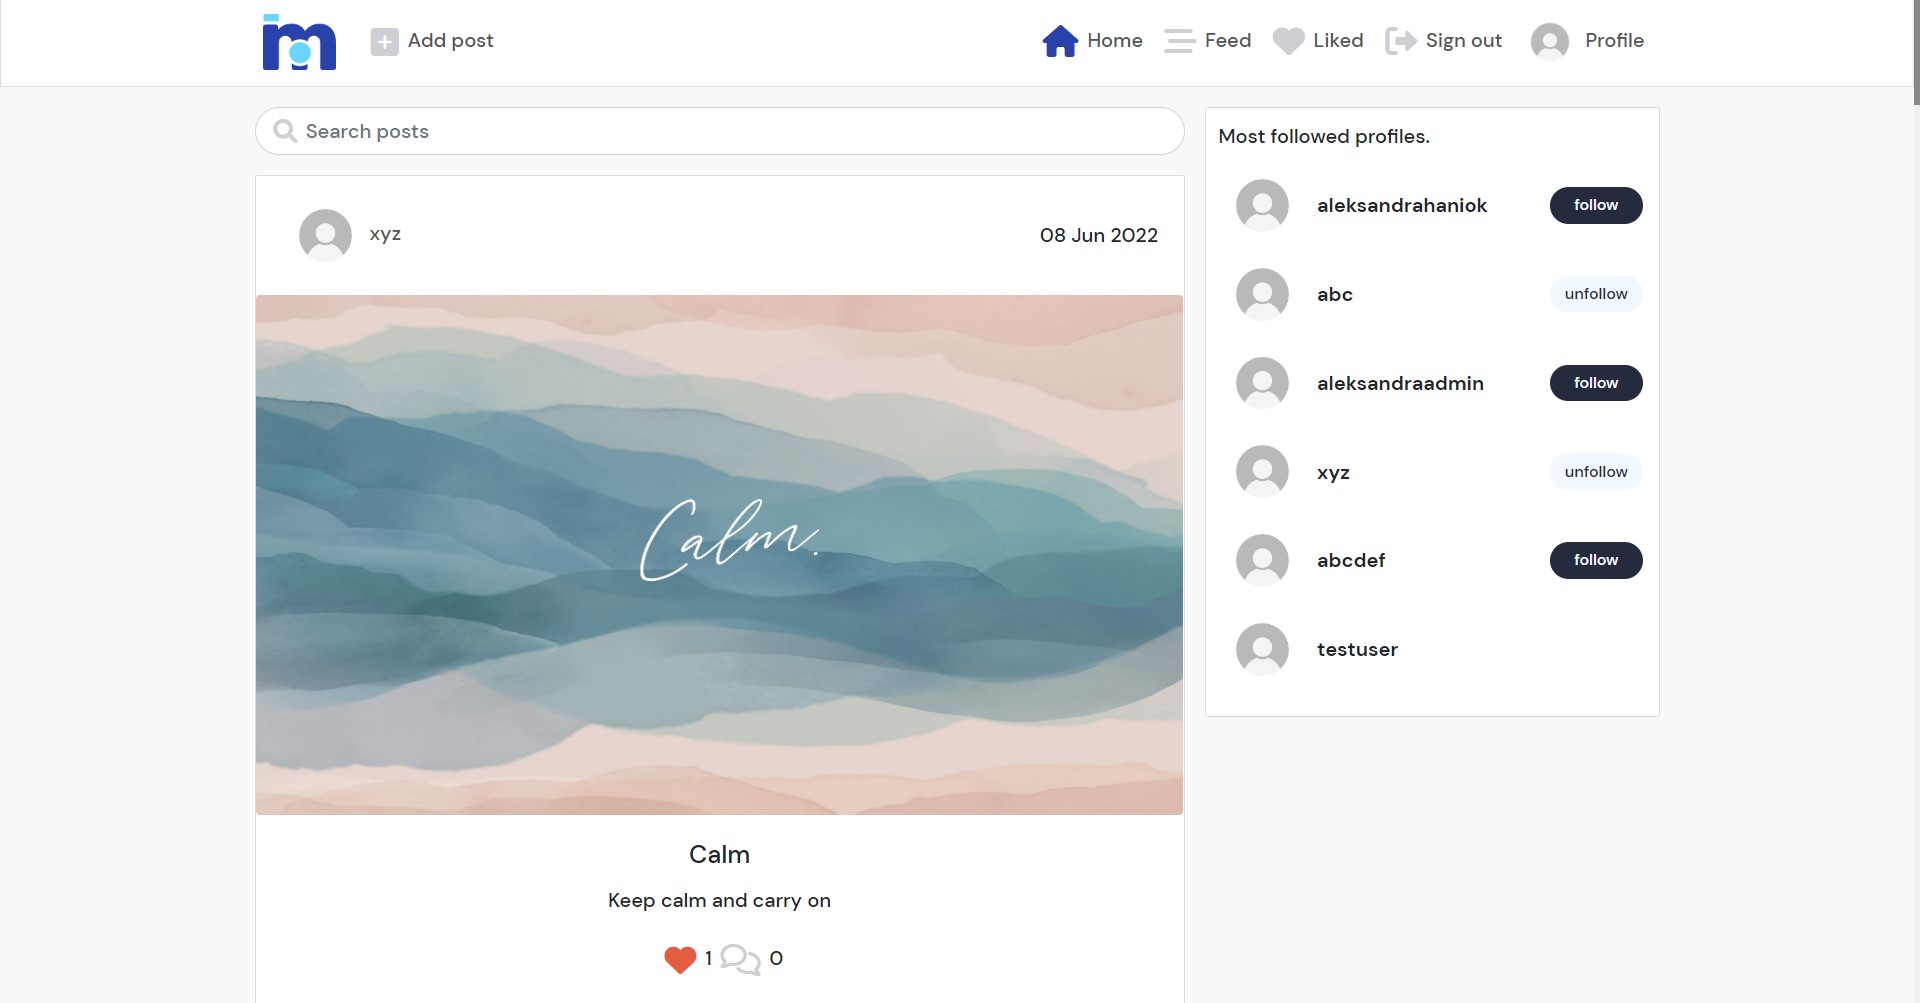 m
Add post
Home
Feed
Liked
Sign out
Profile
Search posts
xyz
08 Jun 2022
Calm.
Calm
Keep calm and carry on
1
0
Most followed profiles.
aleksandrahaniok
follow
abc
unfollow
aleksandraadmin
follow
xyz
unfollow
abcdef
follow
testuser